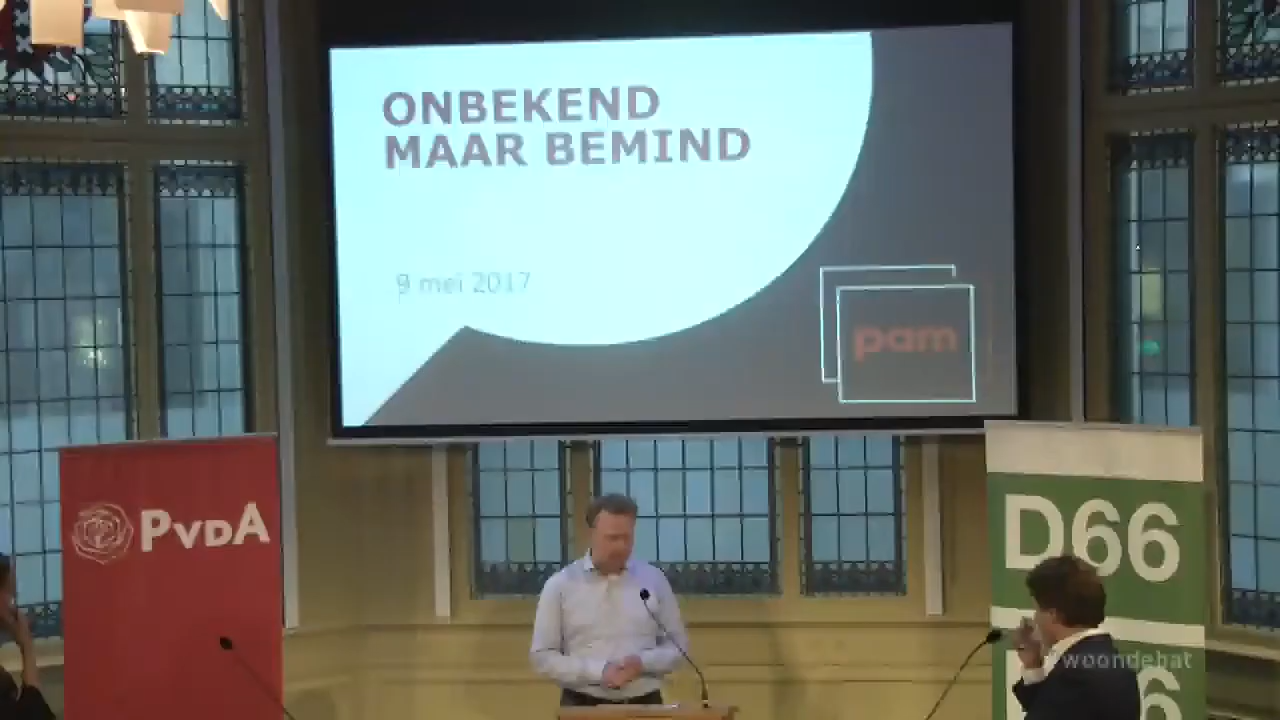 ONBEKEND
MAAR BEMIND
9 mei 2017
pam
PvdA
D66
#woondebat